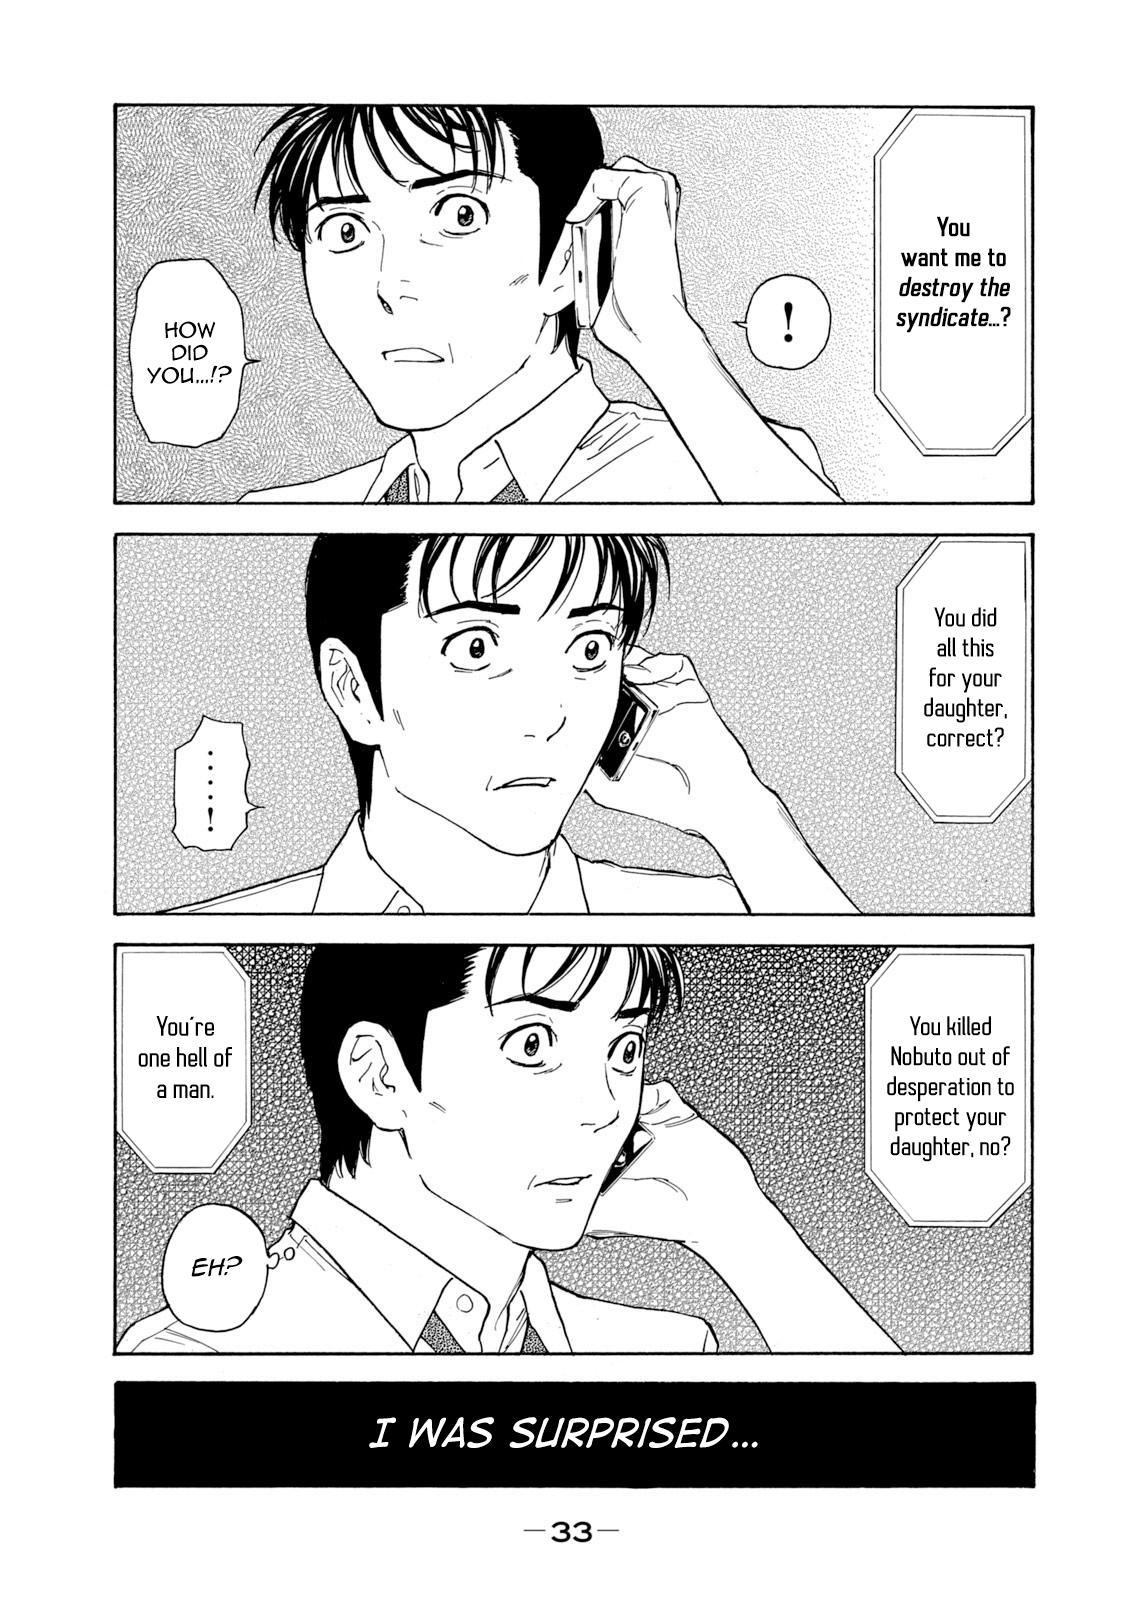 You
want me to
destroy the
syndicate...?
!
HOW
DID
YOU...!?
You did
all this
for your
daughter,
correct?
.....!
You killed
Nobuto out of
desperation to
protect your
daughter, no?
You're
one hell of
a man.
EH?
I WAS SURPRISED...
—33—